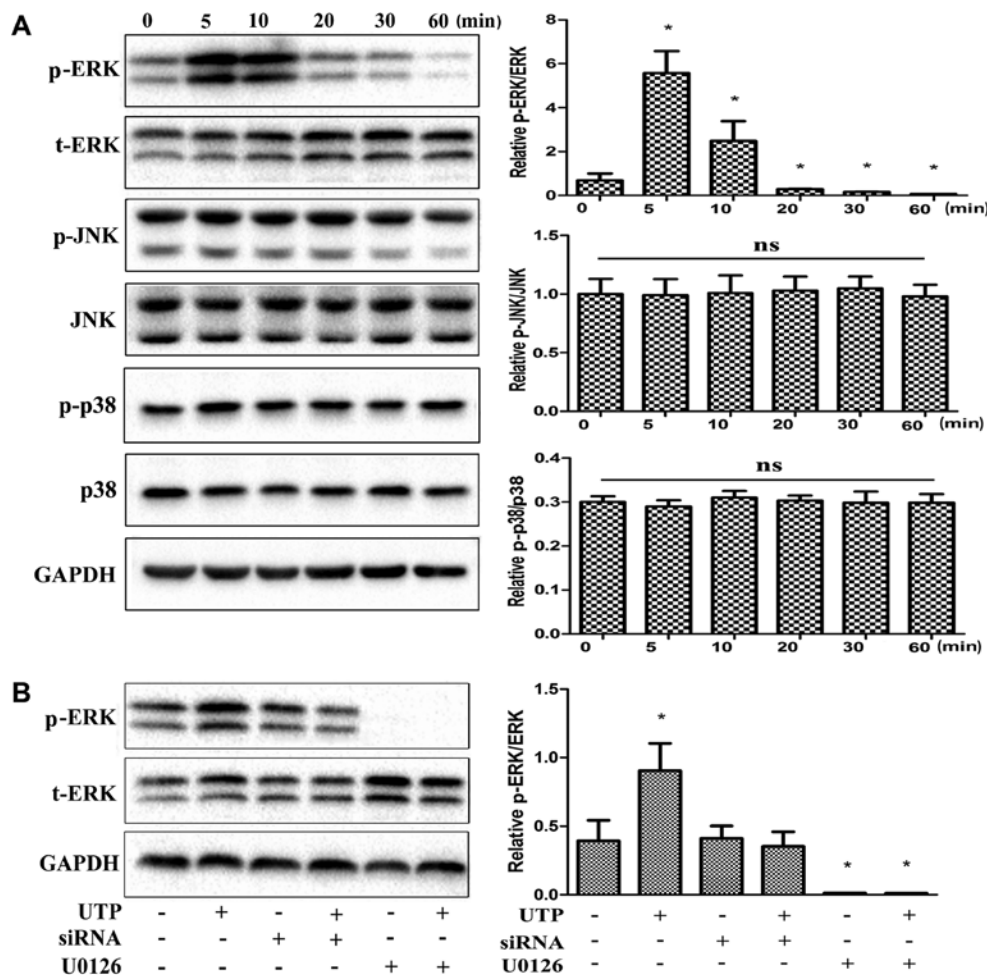 A
0 5 10 20 30 60 (min)
p-ERK
t-ERK
p-JNK
JNK
p-p38
p38
GAPDH
Relative p-ERK/ERK
8
6
4
2
0
* * * * *
0 5 10 20 30 60 (min)
Relative p-JNK/JNK
1.5
1.0
0.5
0.0
ns
0 5 10 20 30 60 (min)
Relative p-p38/p38
0.4
0.3
0.2
0.1
0.0
ns
0 5 10 20 30 60 (min)
B
p-ERK
t-ERK
GAPDH
UTP - + - + - +
siRNA - - + + - -
U0126 - - - - + +
Relative p-ERK/ERK
1.5
1.0
0.5
0.0
* * *
UTP - + - + - +
siRNA - - + + - -
U0126 - - - - + +